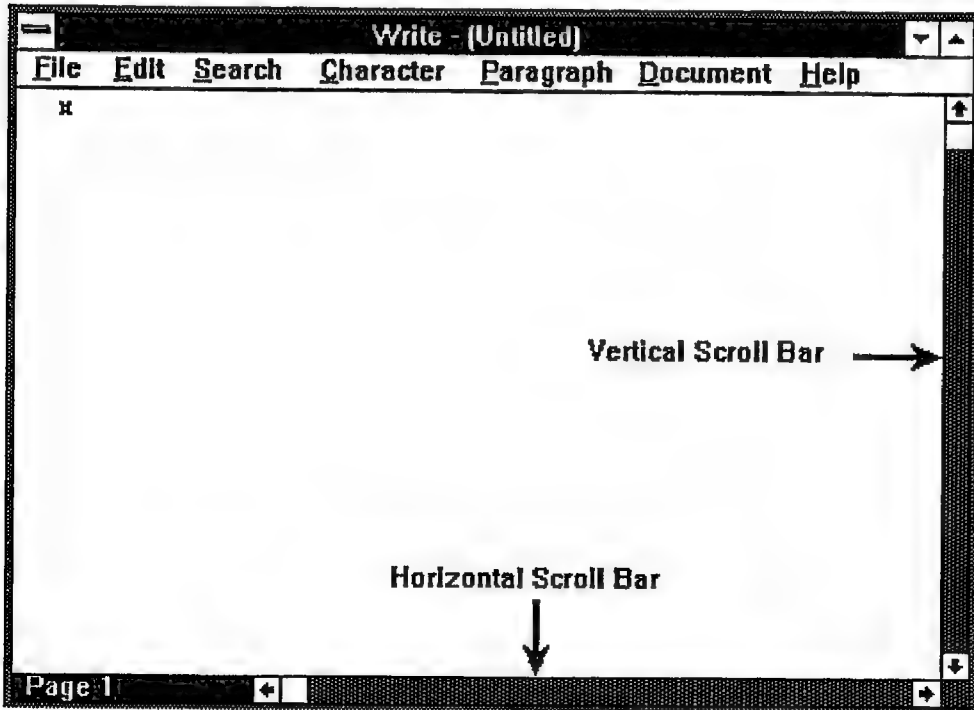 Write - (Untitled)
File Edit Search Character Paragraph Document Help
¤
Vertical Scroll Bar
Horizontal Scroll Bar
Page 1